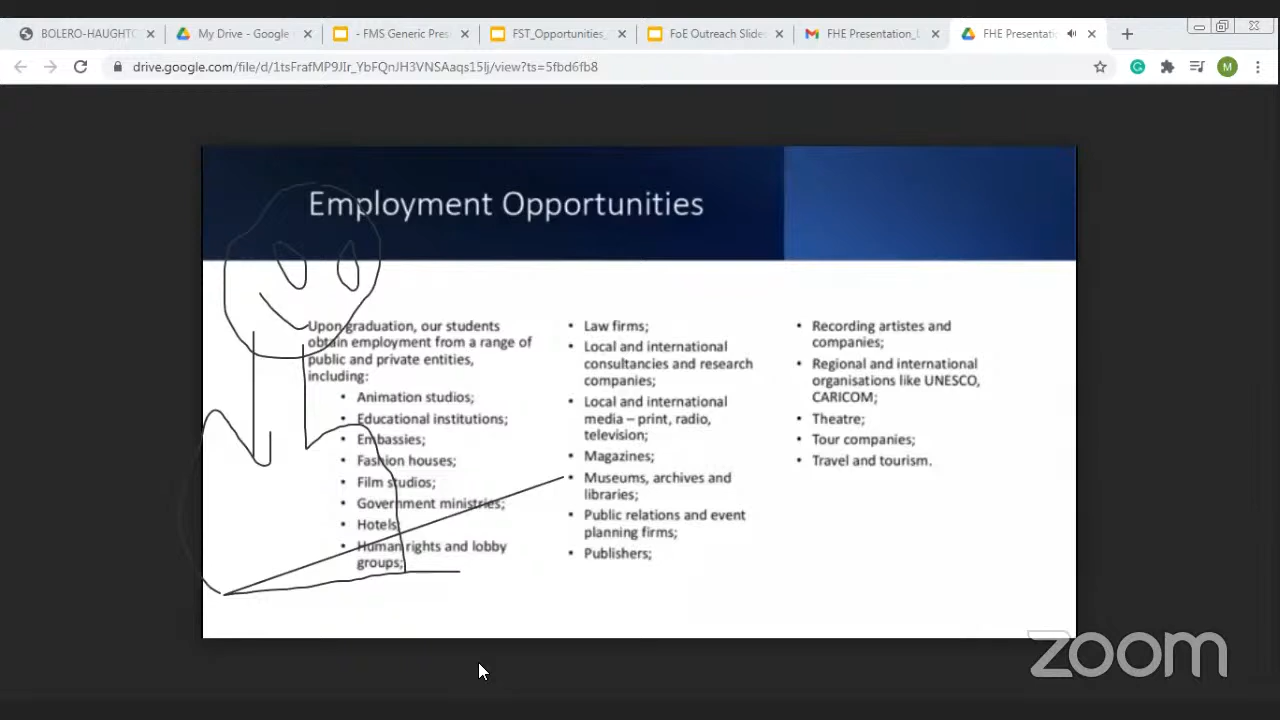 BOLERO-HAUGHTO
My Drive - Google
- FMS Generic Pres
FST_Opportunities_
FoE Outreach Slide
FHE Presentation_
FHE Presentati
drive.google.com/file/d/1tsFrafMP9JIr_YbFQnJH3VNSAaqs15lj/view?ts=5fbd6fb8
M
Employment Opportunities
Upon graduation, our students
obtain employment from a range of
public and private entities,
including:
• Animation studios;
• Educational institutions;
• Embassies;
• Fashion houses;
• Film studios;
• Government ministries;
• Hotels;
• Human rights and lobby
groups;
• Law firms;
• Local and international
consultancies and research
companies;
• Local and international
media – print, radio,
television;
• Magazines;
• Museums, archives and
libraries;
• Public relations and event
planning firms;
• Publishers;
• Recording artistes and
companies;
• Regional and international
organisations like UNESCO,
CARICOM;
• Theatre;
• Tour companies;
• Travel and tourism.
zoom